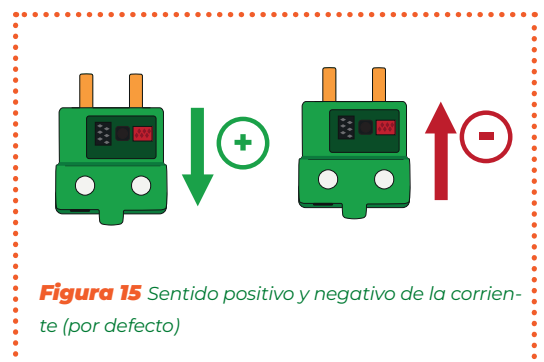 + -
Figura 15 Sentido positivo y negativo de la corrien-
te (por defecto)